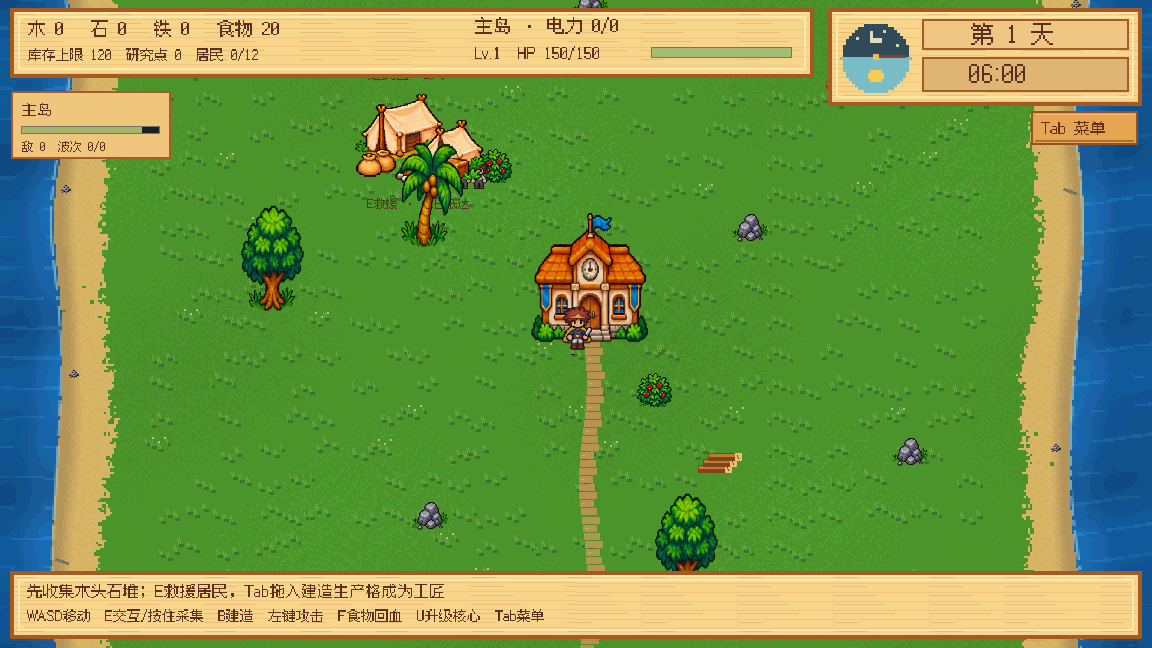 木 0 石 0 铁 0 食物 20
库存上限 120 研究点 0 居民 0/12
主岛 · 电力 0/0
Lv.1 HP 150/150
第 1 天
06:00
Tab 菜单
主岛
敌 0 波次 0/0
E救援
先收集木头石堆；E救援居民，Tab拖入建造生产格成为工匠
WASD移动 E交互/按住采集 B建造 左键攻击 F食物回血 U升级核心 Tab菜单